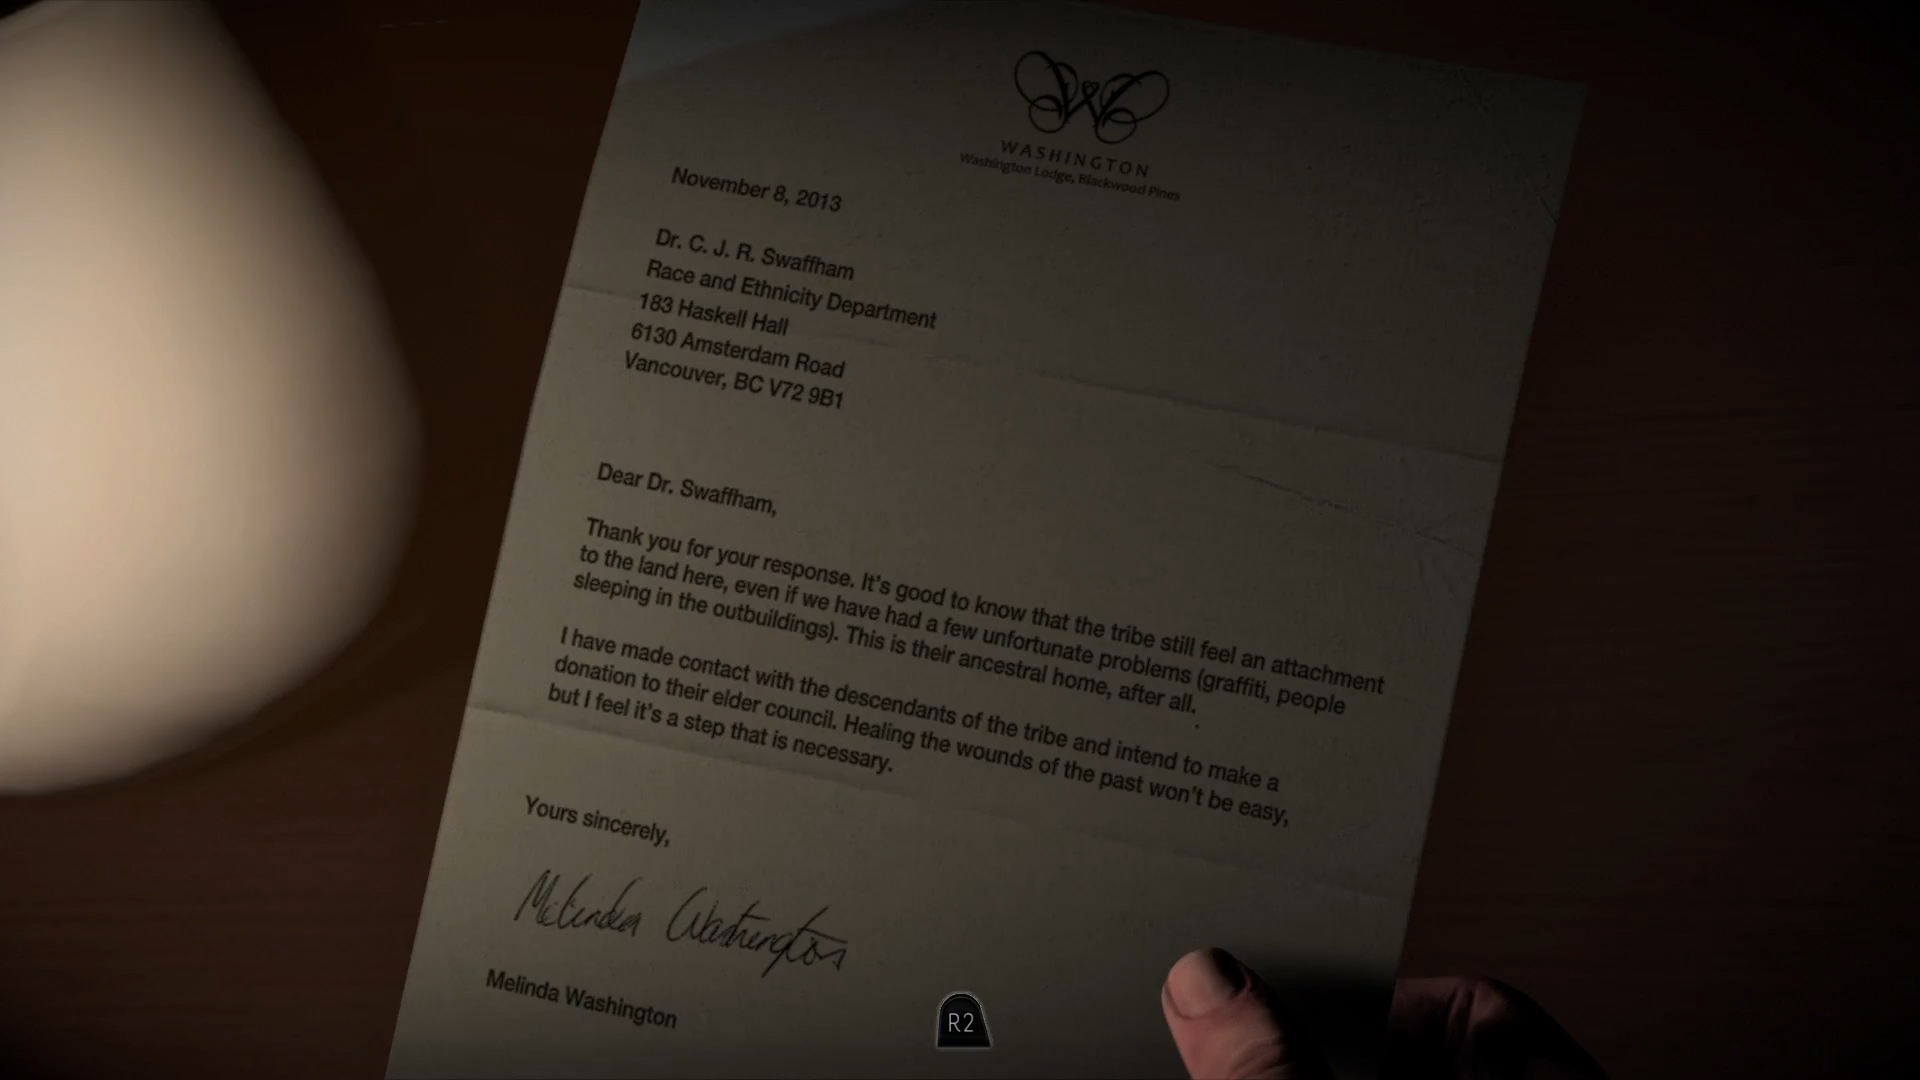 W
WASHINGTON
Washington Lodge, Blackwood Pines
November 8, 2013
Dr. C. J. R. Swaffham
Race and Ethnicity Department
183 Haskell Hall
6130 Amsterdam Road
Vancouver, BC V72 9B1
Dear Dr. Swaffham,
Thank you for your response. It's good to know that the tribe still feel an attachment
to the land here, even if we have had a few unfortunate problems (graffiti, people
sleeping in the outbuildings). This is their ancestral home, after all.
I have made contact with the descendants of the tribe and intend to make a
donation to their elder council. Healing the wounds of the past won't be easy,
but I feel it's a step that is necessary.
Yours sincerely,
Melinda Washington
Melinda Washington
R2